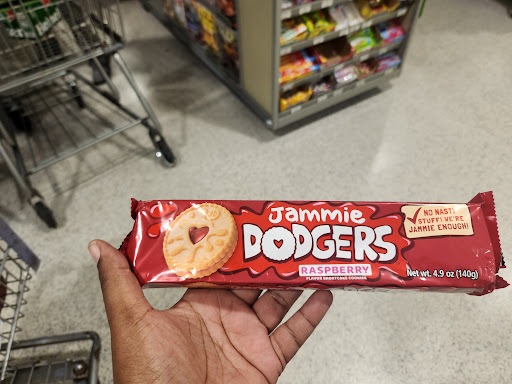 Jammie
DODGERS
RASPBERRY
FLAVOR SHORTCAKE COOKIES
NO NASTY
STUFF! WE'RE
JAMMIE ENOUGH!
Net wt. 4.9 oz (140g)